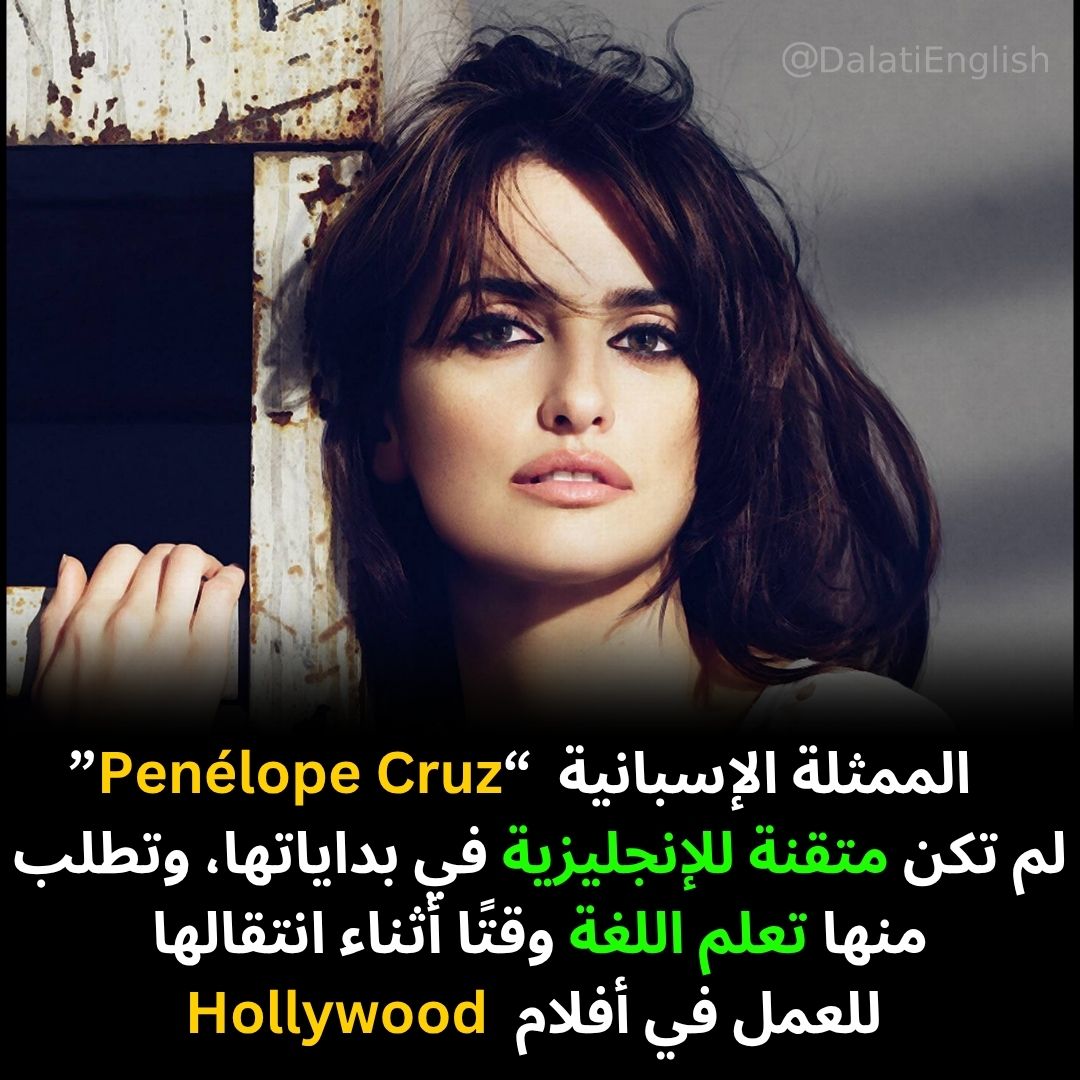 @DalatiEnglish
الممثلة الإسبانية “Penélope Cruz”
لم تكن متقنة للإنجليزية في بداياتها، وتطلب
منها تعلم اللغة وقتًا أثناء انتقالها
للعمل في أفلام Hollywood